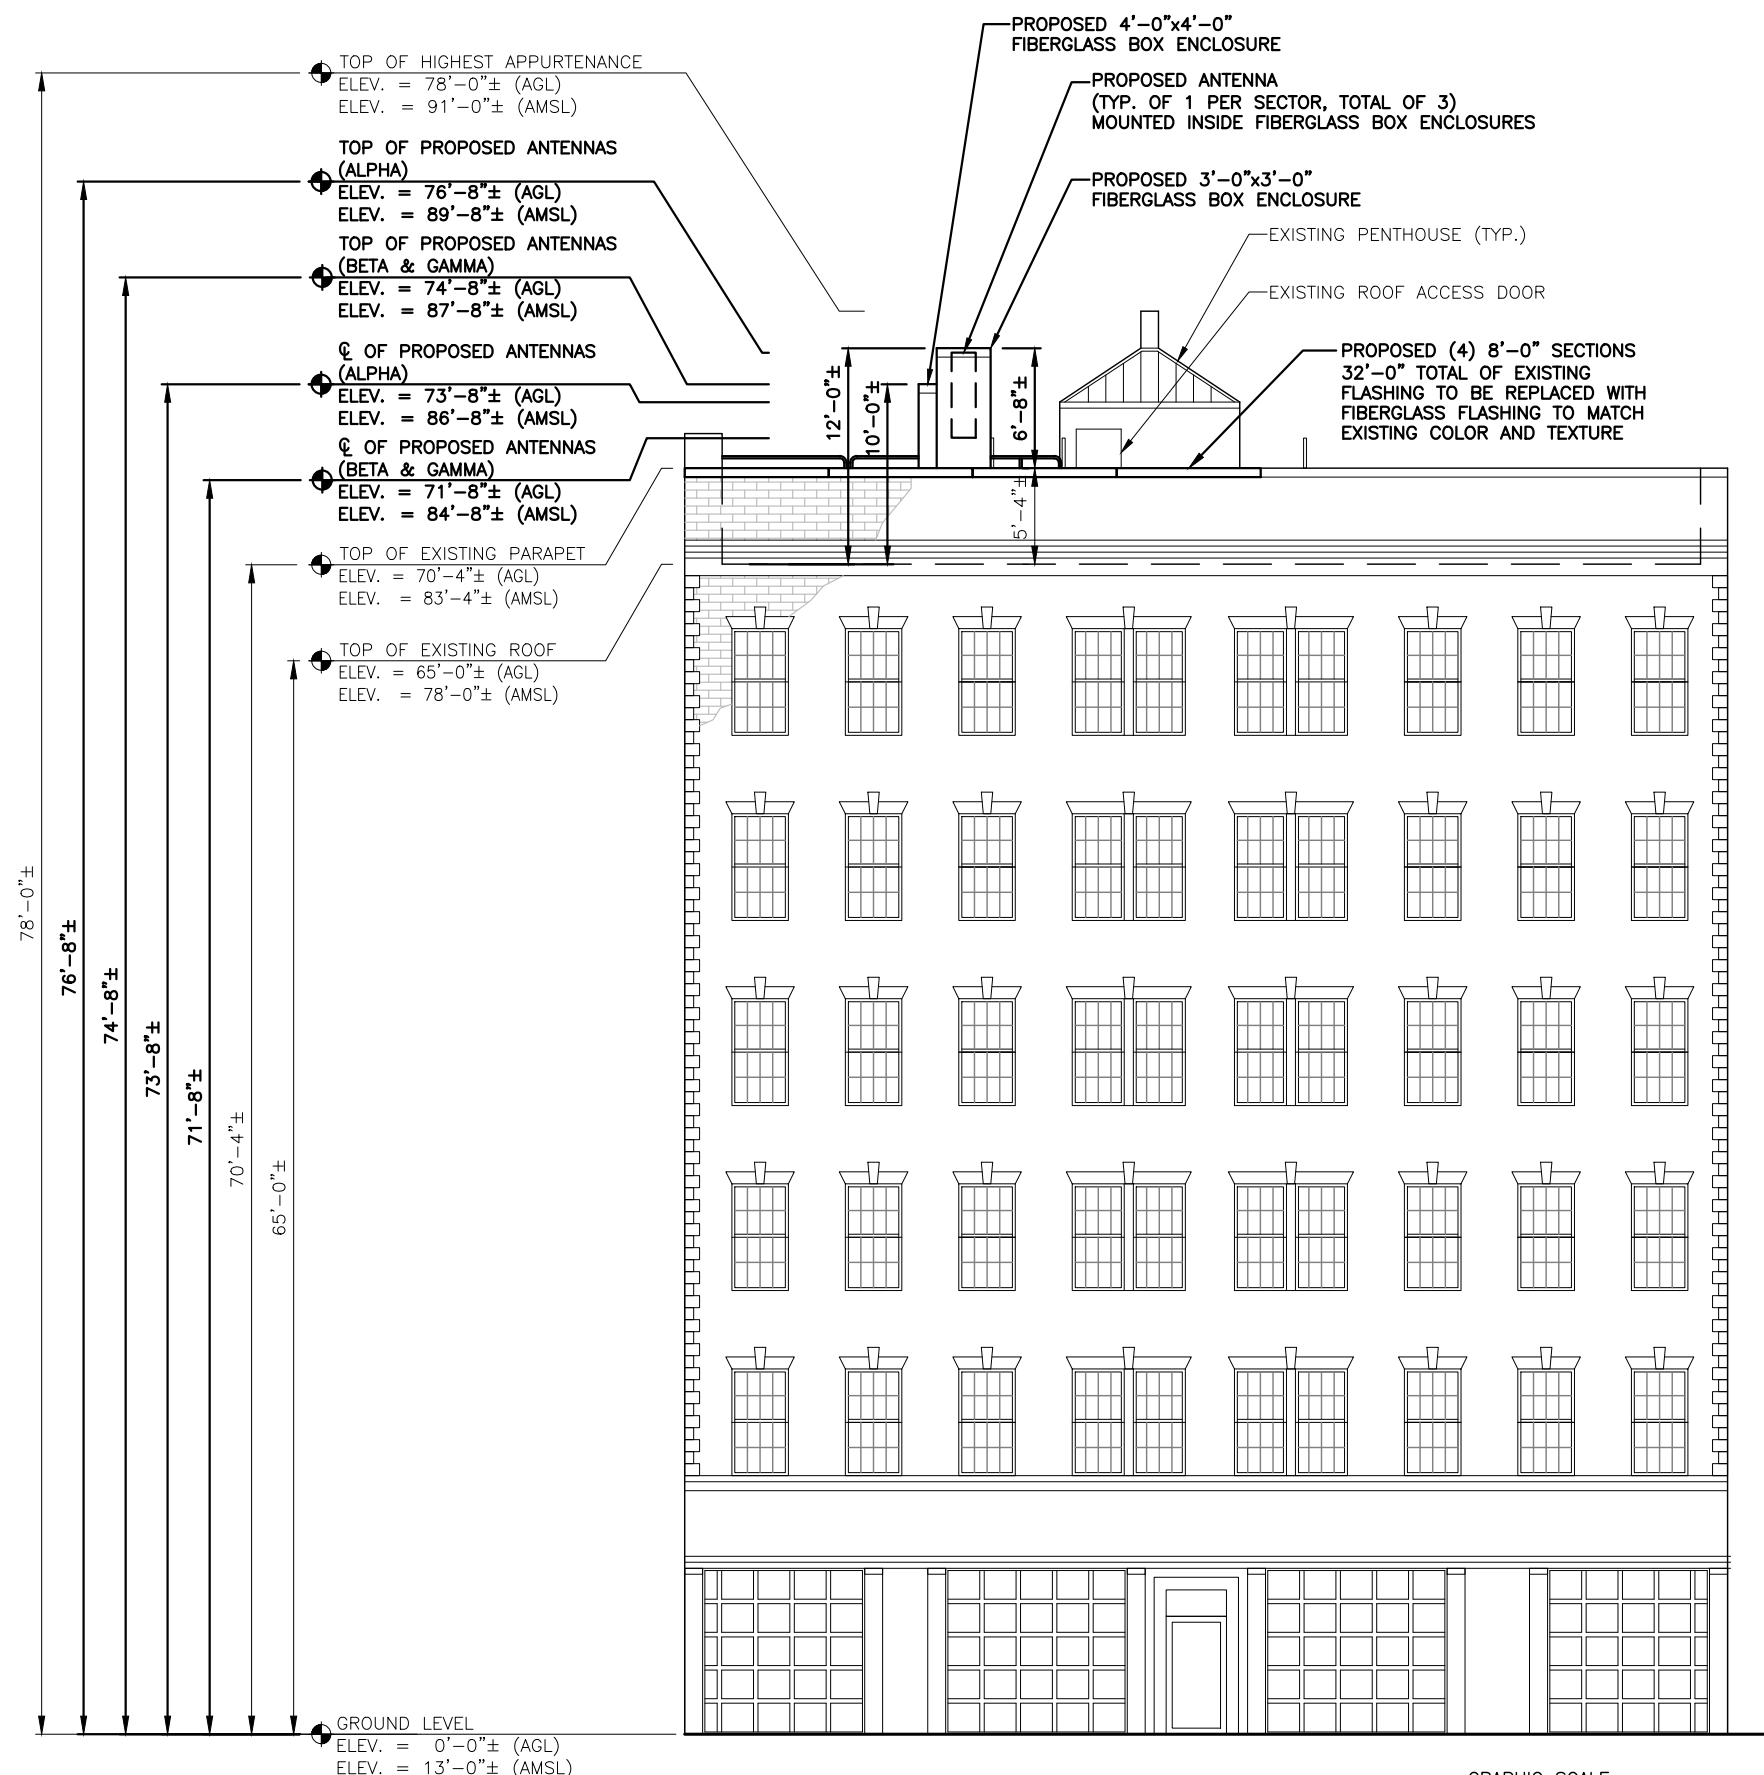 PROPOSED 4'-0"x4'-0"
FIBERGLASS BOX ENCLOSURE
TOP OF HIGHEST APPURTENANCE
ELEV. = 78'-0"± (AGL)
ELEV. = 91'-0"± (AMSL)
PROPOSED ANTENNA
(TYP. OF 1 PER SECTOR, TOTAL OF 3)
MOUNTED INSIDE FIBERGLASS BOX ENCLOSURES
TOP OF PROPOSED ANTENNAS
(ALPHA)
ELEV. = 76'-8"± (AGL)
ELEV. = 89'-8"± (AMSL)
PROPOSED 3'-0"x3'-0"
FIBERGLASS BOX ENCLOSURE
TOP OF PROPOSED ANTENNAS
(BETA & GAMMA)
ELEV. = 74'-8"± (AGL)
ELEV. = 87'-8"± (AMSL)
EXISTING PENTHOUSE (TYP.)
EXISTING ROOF ACCESS DOOR
℄ OF PROPOSED ANTENNAS
(ALPHA)
ELEV. = 73'-8"± (AGL)
ELEV. = 86'-8"± (AMSL)
PROPOSED (4) 8'-0" SECTIONS
32'-0" TOTAL OF EXISTING
FLASHING TO BE REPLACED WITH
FIBERGLASS FLASHING TO MATCH
EXISTING COLOR AND TEXTURE
12'-0"±
10'-0"±
6'-8"±
5'-4"±
℄ OF PROPOSED ANTENNAS
(BETA & GAMMA)
ELEV. = 71'-8"± (AGL)
ELEV. = 84'-8"± (AMSL)
TOP OF EXISTING PARAPET
ELEV. = 70'-4"± (AGL)
ELEV. = 83'-4"± (AMSL)
TOP OF EXISTING ROOF
ELEV. = 65'-0"± (AGL)
ELEV. = 78'-0"± (AMSL)
78'-0"±
76'-8"±
74'-8"±
73'-8"±
71'-8"±
70'-4"±
65'-0"±
GROUND LEVEL
ELEV. = 0'-0"± (AGL)
ELEV. = 13'-0"± (AMSL)
GRAPHIC SCALE